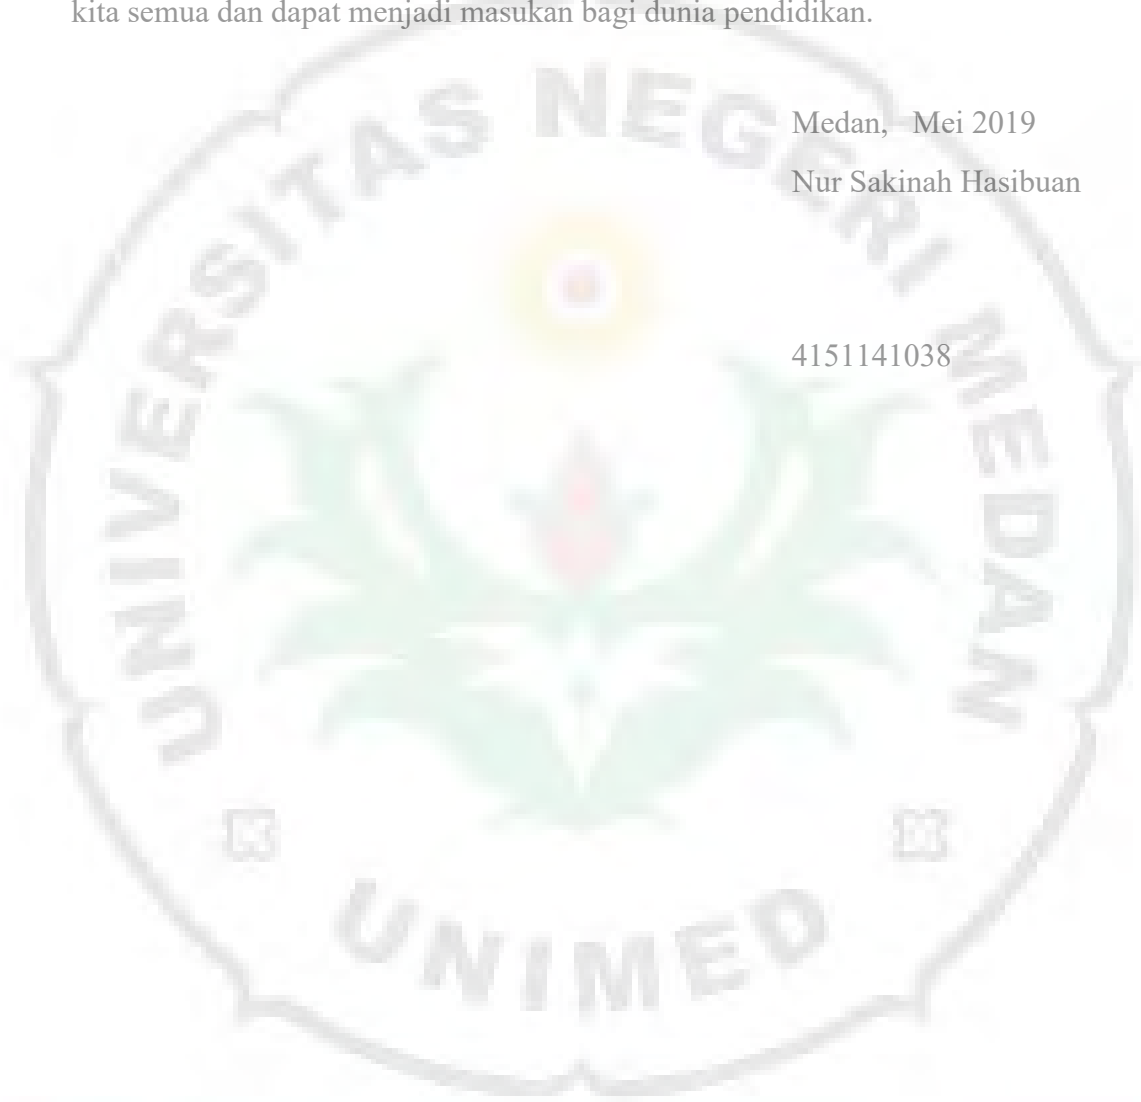 kita semua dan dapat menjadi masukan bagi dunia pendidikan.
Medan, Mei 2019
Nur Sakinah Hasibuan
4151141038
UNIVERSITAS NEGERI MEDAN
UNIMED